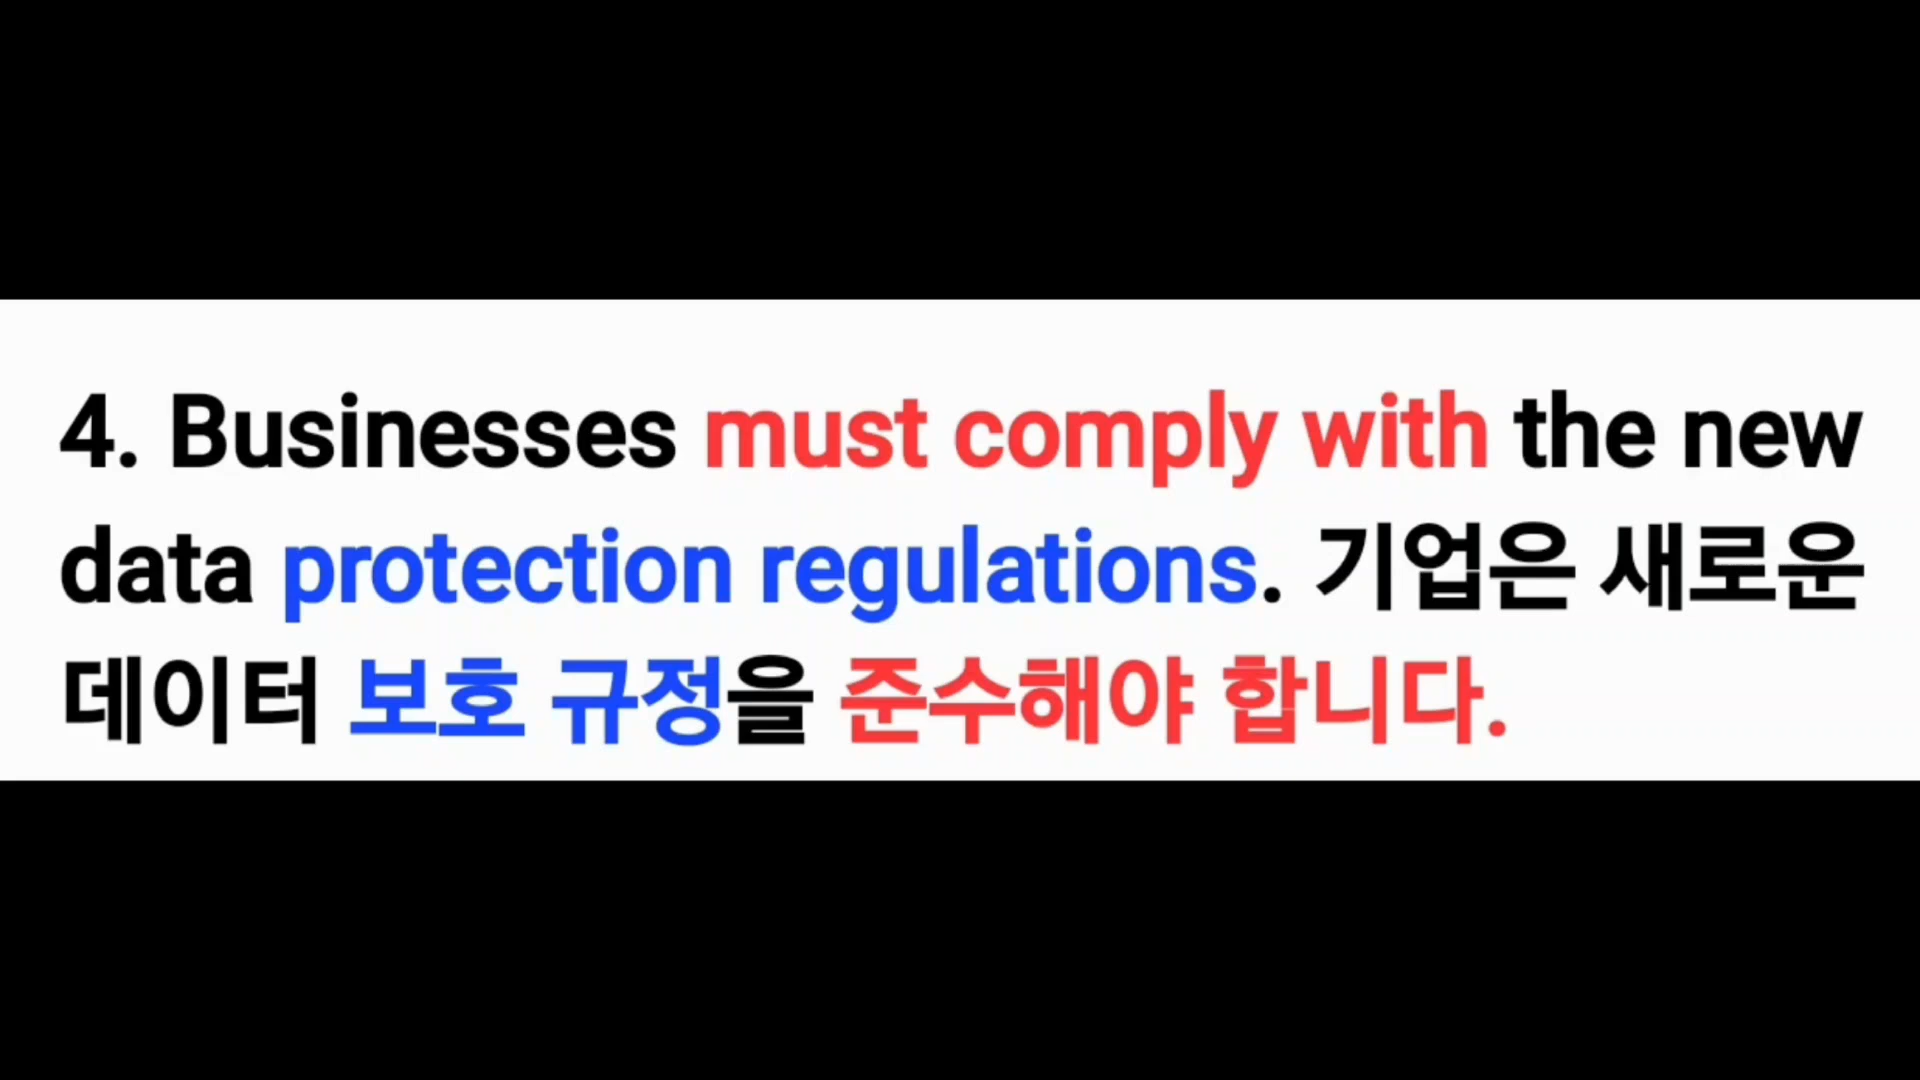 4. Businesses must comply with the new
data protection regulations. 기업은 새로운
데이터 보호 규정을 준수해야 합니다.